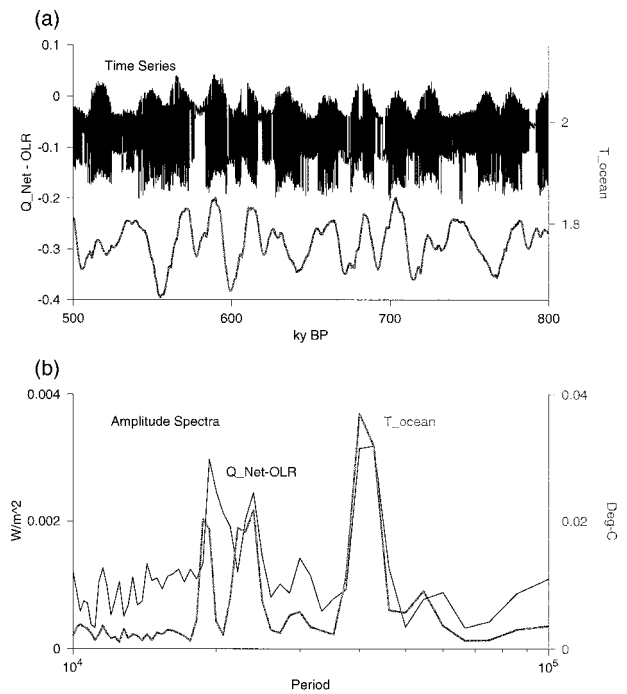 (a)
0.1
Time Series
0
-0.1
-0.2
-0.3
-0.4
Q_Net - OLR
2
1.8
T_ocean
500
600
700
800
ky BP
(b)
0.004
0.002
0
W/m^2
Amplitude Spectra
Q_Net-OLR
T_ocean
0.04
0.02
0
Deg-C
10^4
10^5
Period